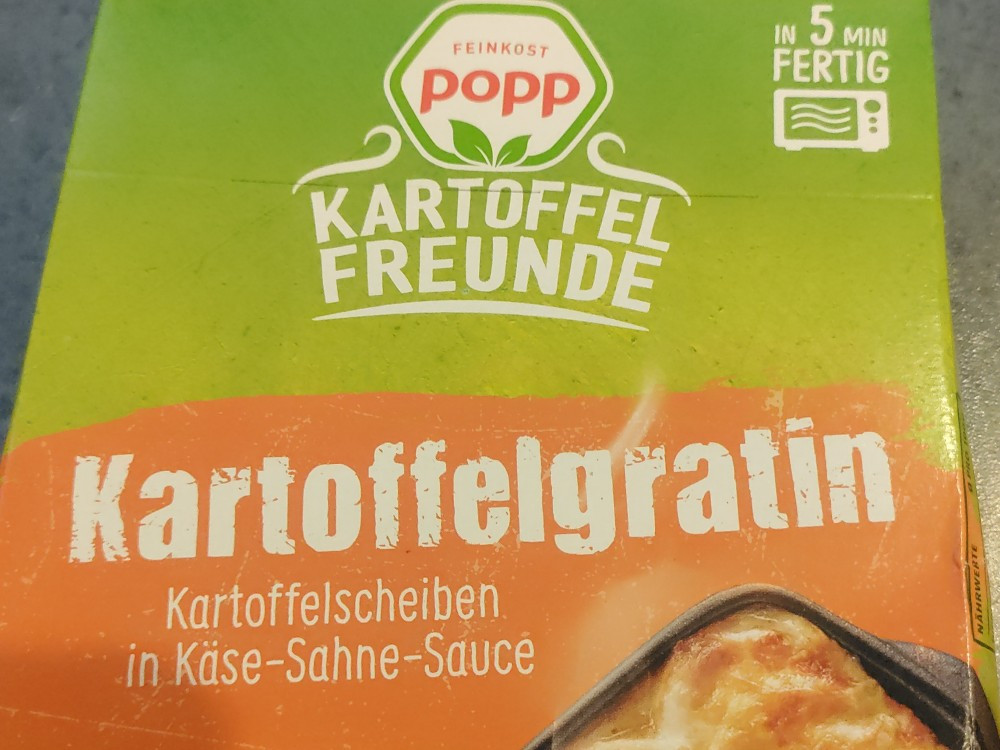 FEINKOST
popp
KARTOFFEL
FREUNDE
IN 5 MIN
FERTIG
Kartoffelgratin
Kartoffelscheiben
in Käse-Sahne-Sauce
NÄHRWERTE